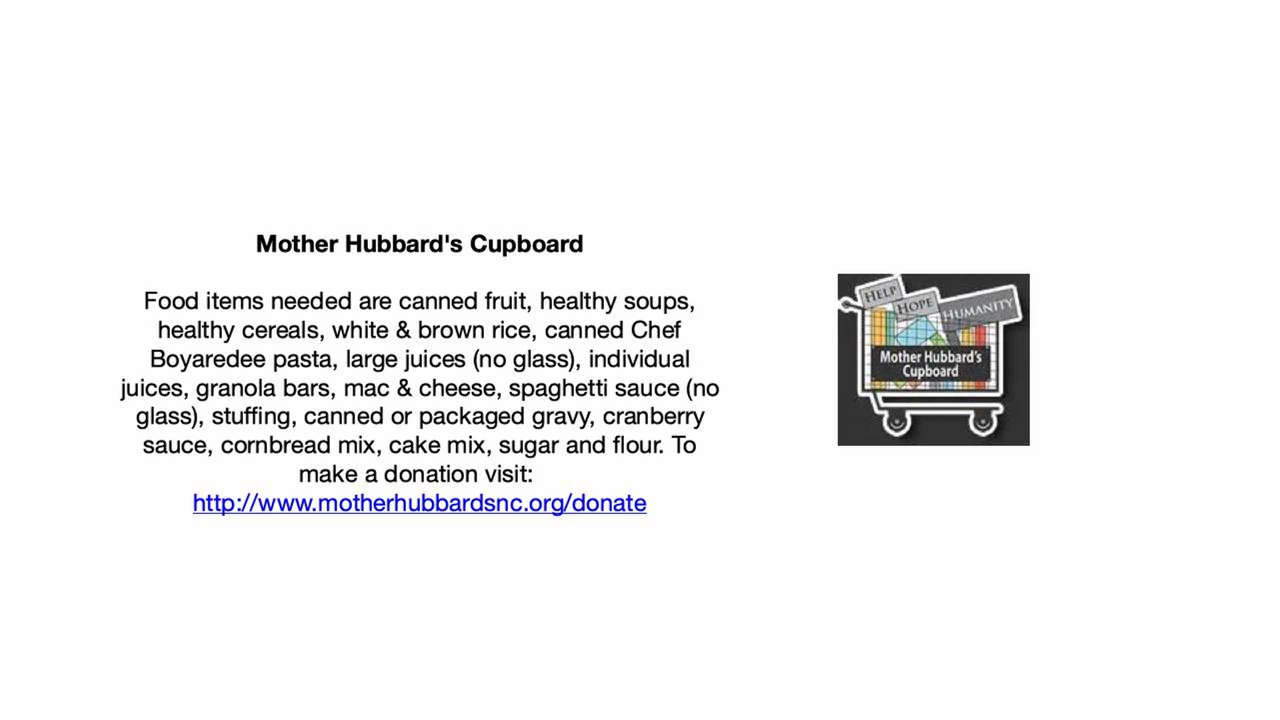 Mother Hubbard's Cupboard
Food items needed are canned fruit, healthy soups,
healthy cereals, white & brown rice, canned Chef
Boyaredee pasta, large juices (no glass), individual
juices, granola bars, mac & cheese, spaghetti sauce (no
glass), stuffing, canned or packaged gravy, cranberry
sauce, cornbread mix, cake mix, sugar and flour. To
make a donation visit:
http://www.motherhubbardsnc.org/donate
HELP
HOPE
HUMANITY
Mother Hubbard's
Cupboard